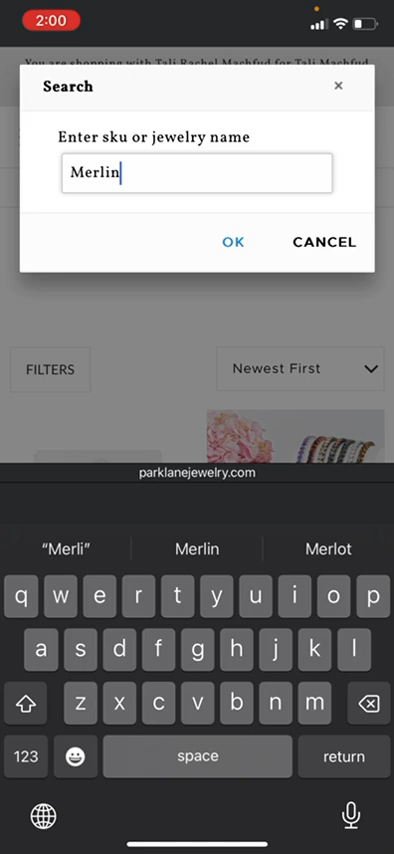 2:00
You are shopping with Tali Rachel Machfud for Tali Machfud
Search ×
Enter sku or jewelry name
Merlin
OK CANCEL
FILTERS Newest First
parklanejewelry.com
“Merli” Merlin Merlot
q w e r t y u i o p
a s d f g h j k l
z x c v b n m
123 space return